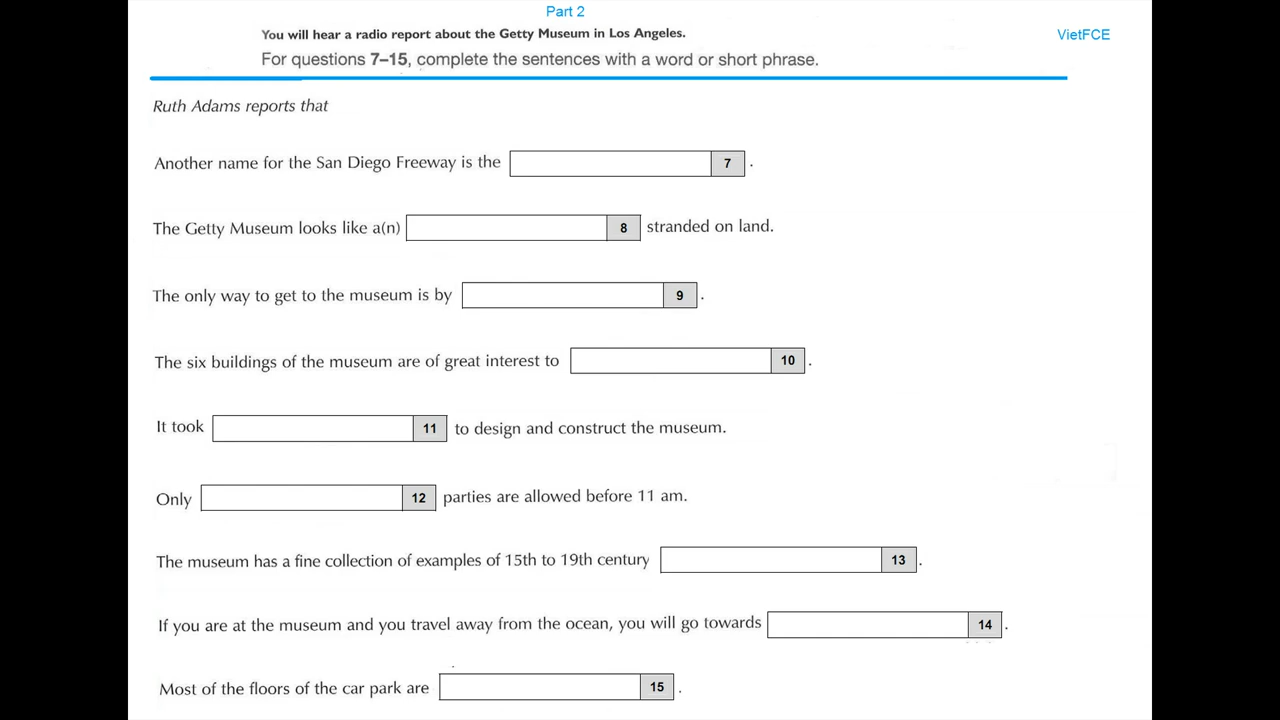 Part 2
You will hear a radio report about the Getty Museum in Los Angeles.
VietFCE
For questions 7–15, complete the sentences with a word or short phrase.
Ruth Adams reports that
Another name for the San Diego Freeway is the 7 .
The Getty Museum looks like a(n) 8 stranded on land.
The only way to get to the museum is by 9 .
The six buildings of the museum are of great interest to 10 .
It took 11 to design and construct the museum.
Only 12 parties are allowed before 11 am.
The museum has a fine collection of examples of 15th to 19th century 13 .
If you are at the museum and you travel away from the ocean, you will go towards 14 .
Most of the floors of the car park are 15 .